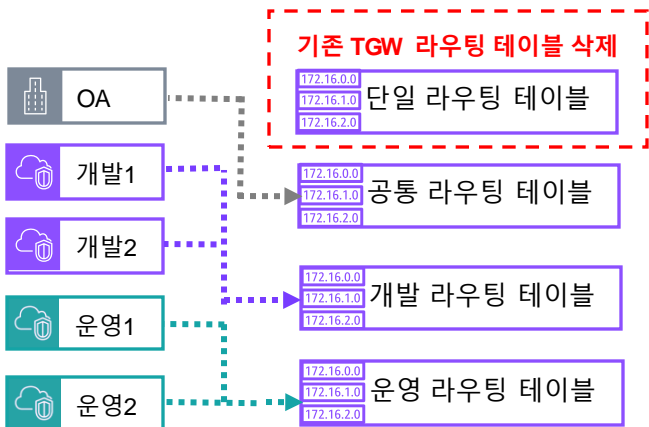 기존 TGW 라우팅 테이블 삭제
172.16.0.0
172.16.1.0
172.16.2.0
단일 라우팅 테이블
OA
개발1
개발2
운영1
운영2
172.16.0.0
172.16.1.0
172.16.2.0
공통 라우팅 테이블
172.16.0.0
172.16.1.0
172.16.2.0
개발 라우팅 테이블
172.16.0.0
172.16.1.0
172.16.2.0
운영 라우팅 테이블